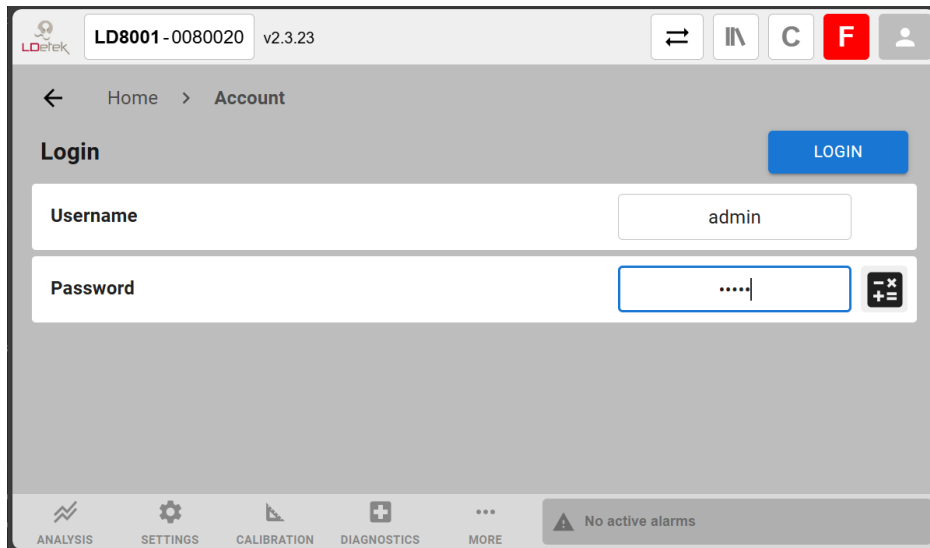 LDetek
LD8001-0080020 v2.3.23
C F
Home > Account
Login
LOGIN
Username
admin
Password
•••••
ANALYSIS
SETTINGS
CALIBRATION
DIAGNOSTICS
MORE
No active alarms